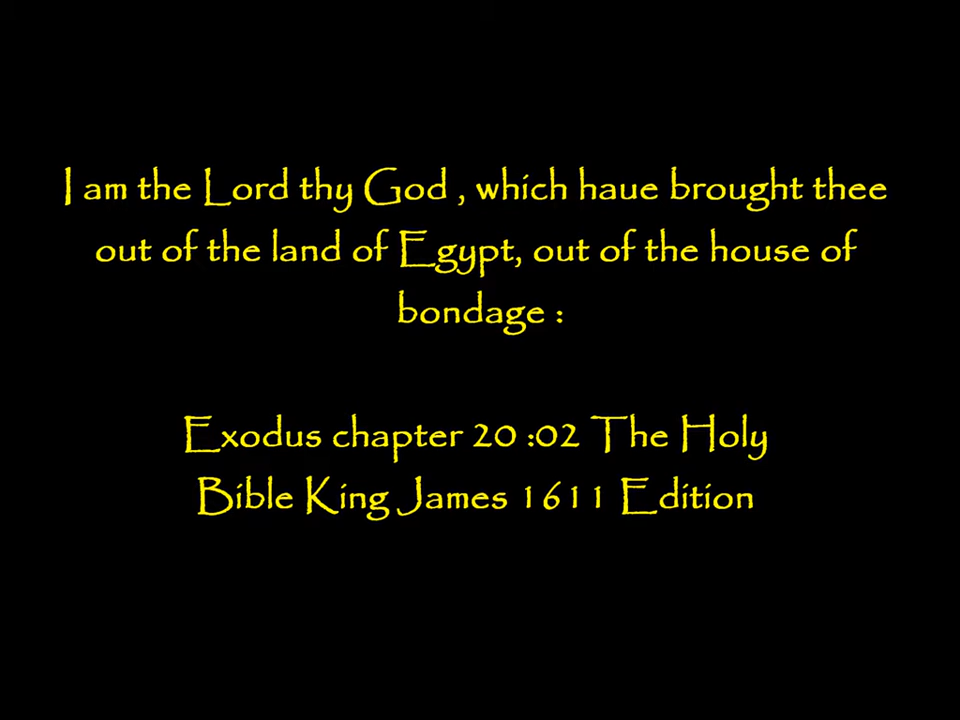 I am the Lord thy God , which haue brought thee
out of the land of Egypt, out of the house of
bondage :
Exodus chapter 20 :02 The Holy
Bible King James 1611 Edition